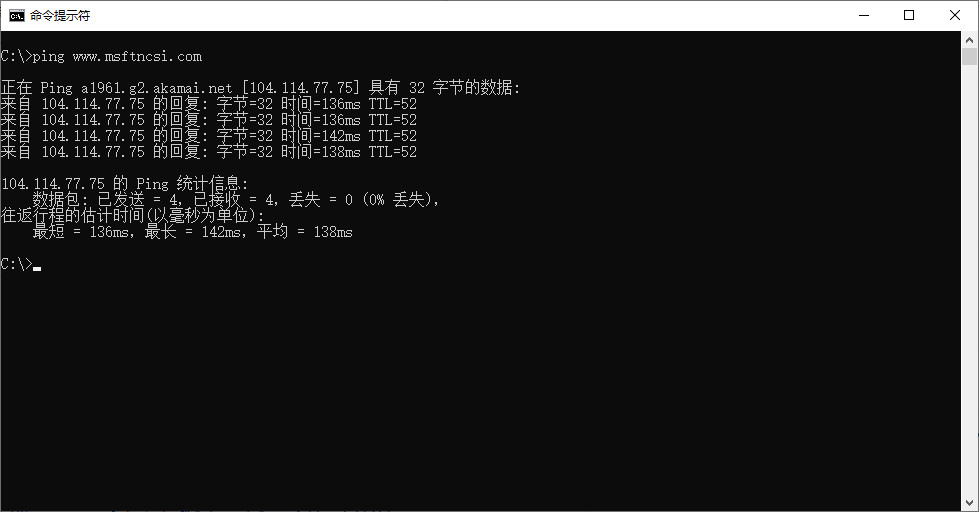 命令提示符
C:\>ping www.msftncsi.com
正在 Ping a1961.g2.akamai.net [104.114.77.75] 具有 32 字节的数据:
来自 104.114.77.75 的回复: 字节=32 时间=136ms TTL=52
来自 104.114.77.75 的回复: 字节=32 时间=136ms TTL=52
来自 104.114.77.75 的回复: 字节=32 时间=142ms TTL=52
来自 104.114.77.75 的回复: 字节=32 时间=138ms TTL=52
104.114.77.75 的 Ping 统计信息:
数据包: 已发送 = 4, 已接收 = 4, 丢失 = 0 (0% 丢失),
往返行程的估计时间(以毫秒为单位):
最短 = 136ms, 最长 = 142ms, 平均 = 138ms
C:\>